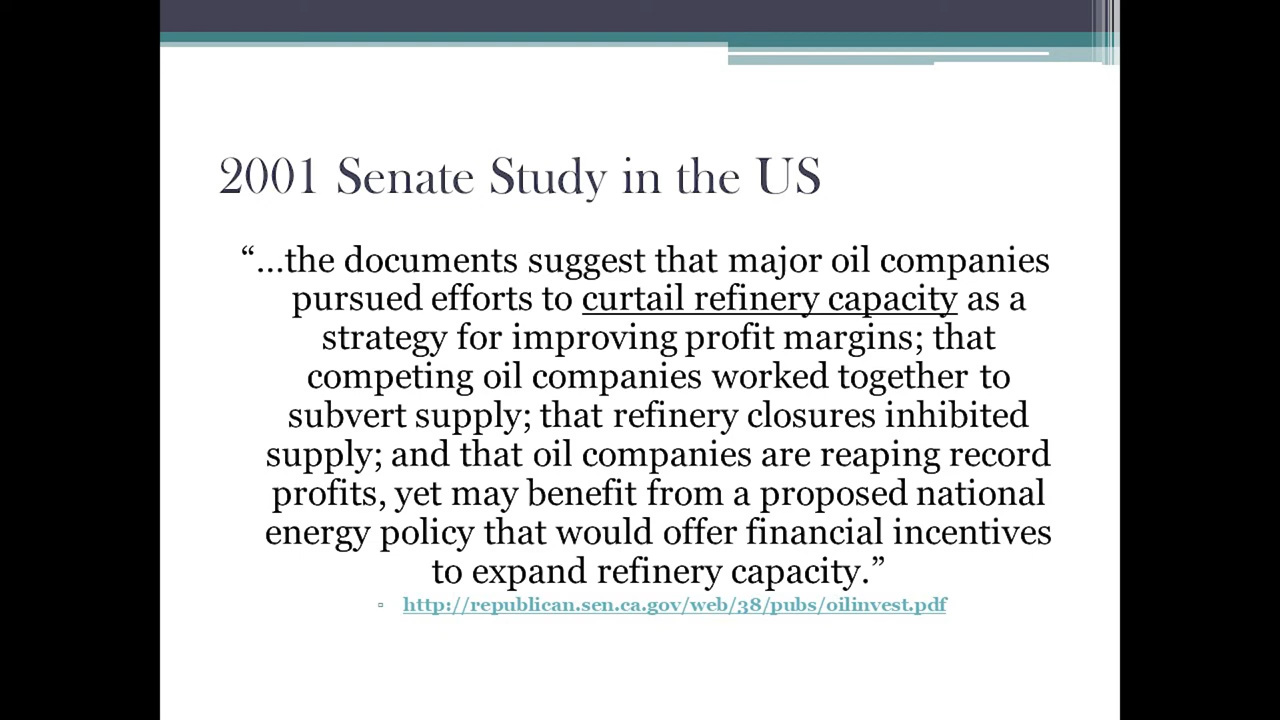 2001 Senate Study in the US
“…the documents suggest that major oil companies
pursued efforts to curtail refinery capacity as a
strategy for improving profit margins; that
competing oil companies worked together to
subvert supply; that refinery closures inhibited
supply; and that oil companies are reaping record
profits, yet may benefit from a proposed national
energy policy that would offer financial incentives
to expand refinery capacity.”
▫ http://republican.sen.ca.gov/web/38/pubs/oilinvest.pdf